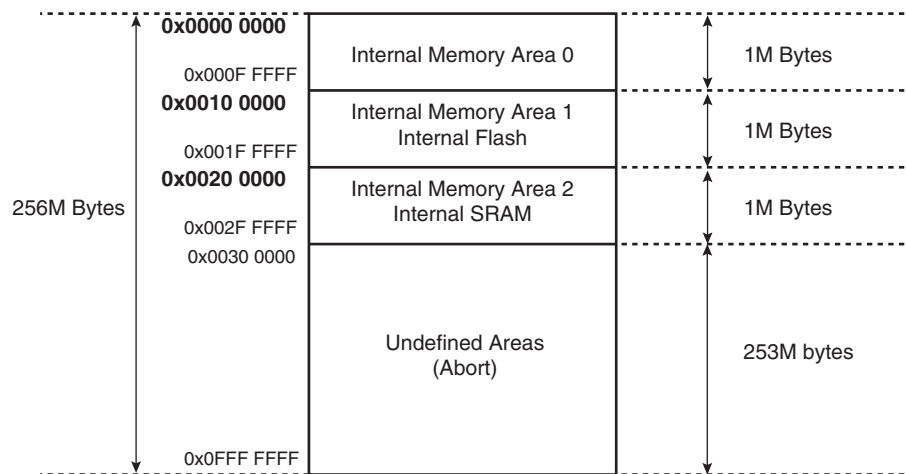 0x0000 0000
Internal Memory Area 0
1M Bytes
0x000F FFFF
0x0010 0000
Internal Memory Area 1
Internal Flash
1M Bytes
0x001F FFFF
0x0020 0000
Internal Memory Area 2
Internal SRAM
1M Bytes
256M Bytes
0x002F FFFF
0x0030 0000
Undefined Areas
(Abort)
253M bytes
0x0FFF FFFF